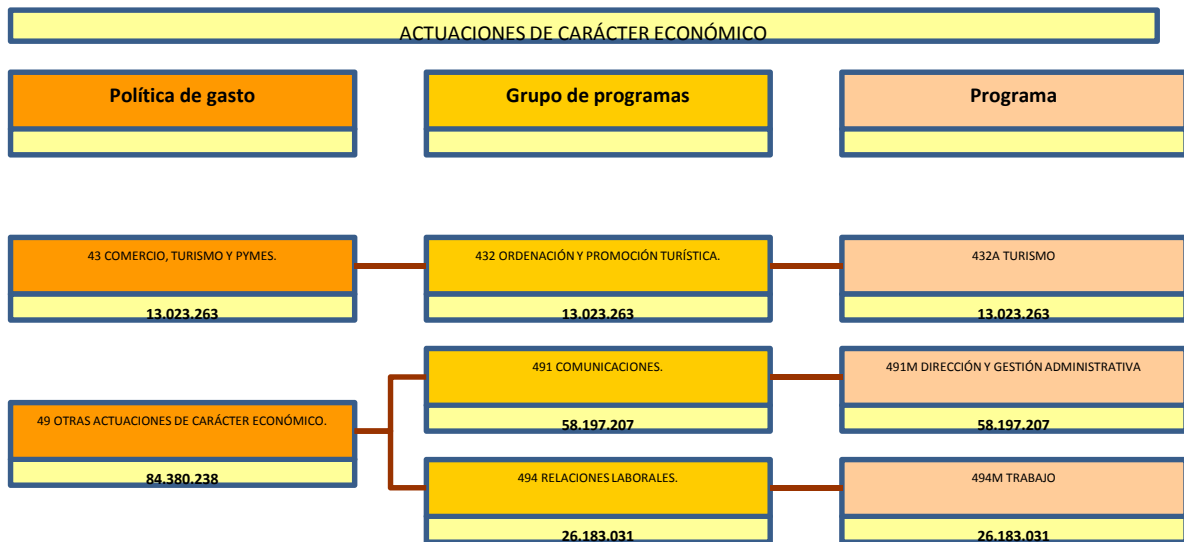 ACTUACIONES DE CARÁCTER ECONÓMICO
Política de gasto
Grupo de programas
Programa
43 COMERCIO, TURISMO Y PYMES.
432 ORDENACIÓN Y PROMOCIÓN TURÍSTICA.
432A TURISMO
13.023.263
13.023.263
13.023.263
491 COMUNICACIONES.
491M DIRECCIÓN Y GESTIÓN ADMINISTRATIVA
58.197.207
58.197.207
49 OTRAS ACTUACIONES DE CARÁCTER ECONÓMICO.
84.380.238
494 RELACIONES LABORALES.
494M TRABAJO
26.183.031
26.183.031